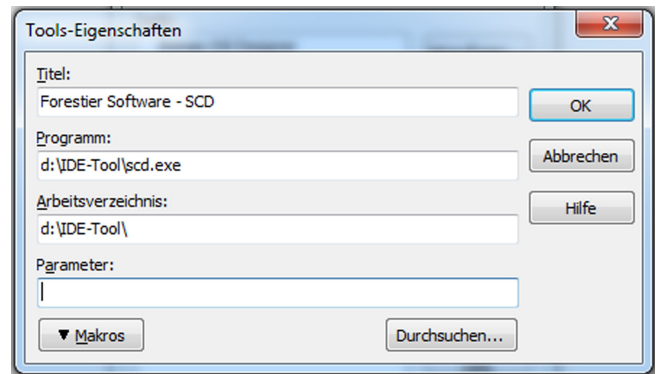 Tools-Eigenschaften
Titel:
Forestier Software - SCD
OK
Programm:
d:\IDE-Tool\scd.exe
Abbrechen
Arbeitsverzeichnis:
d:\IDE-Tool\
Hilfe
Parameter:
▼ Makros
Durchsuchen...